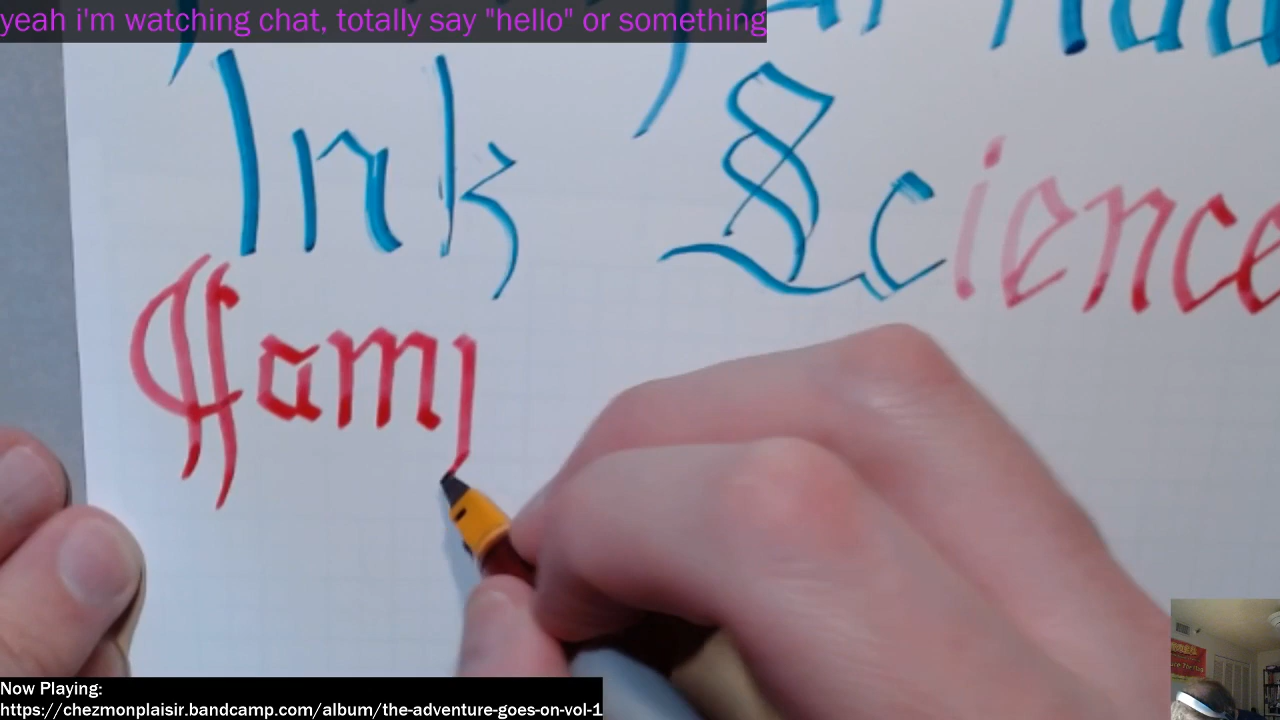 yeah i'm watching chat, totally say "hello" or something
Ink Science
Now Playing:
https://chezmonplaisir.bandcamp.com/album/the-adventure-goes-on-vol-1